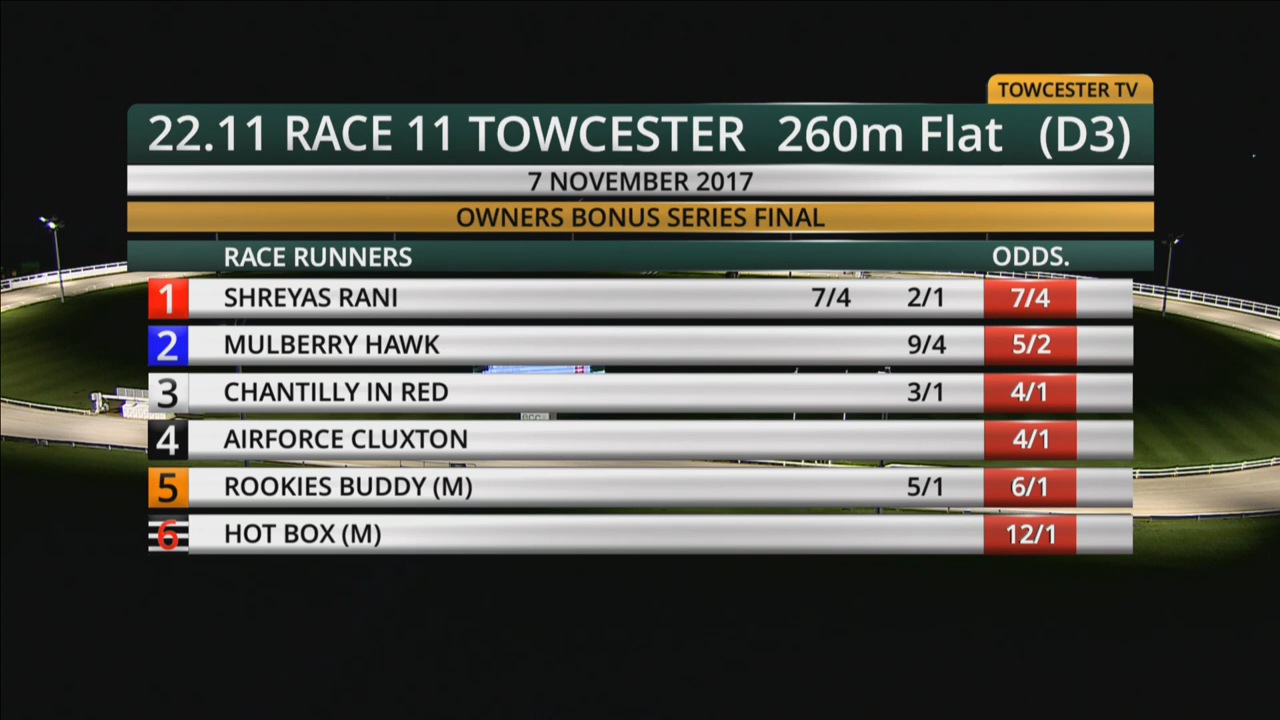 TOWCESTER TV
22.11 RACE 11 TOWCESTER 260m Flat (D3)
7 NOVEMBER 2017
OWNERS BONUS SERIES FINAL
RACE RUNNERS ODDS.
1 SHREYAS RANI 7/4 2/1 7/4
2 MULBERRY HAWK 9/4 5/2
3 CHANTILLY IN RED 3/1 4/1
4 AIRFORCE CLUXTON 4/1
5 ROOKIES BUDDY (M) 5/1 6/1
6 HOT BOX (M) 12/1